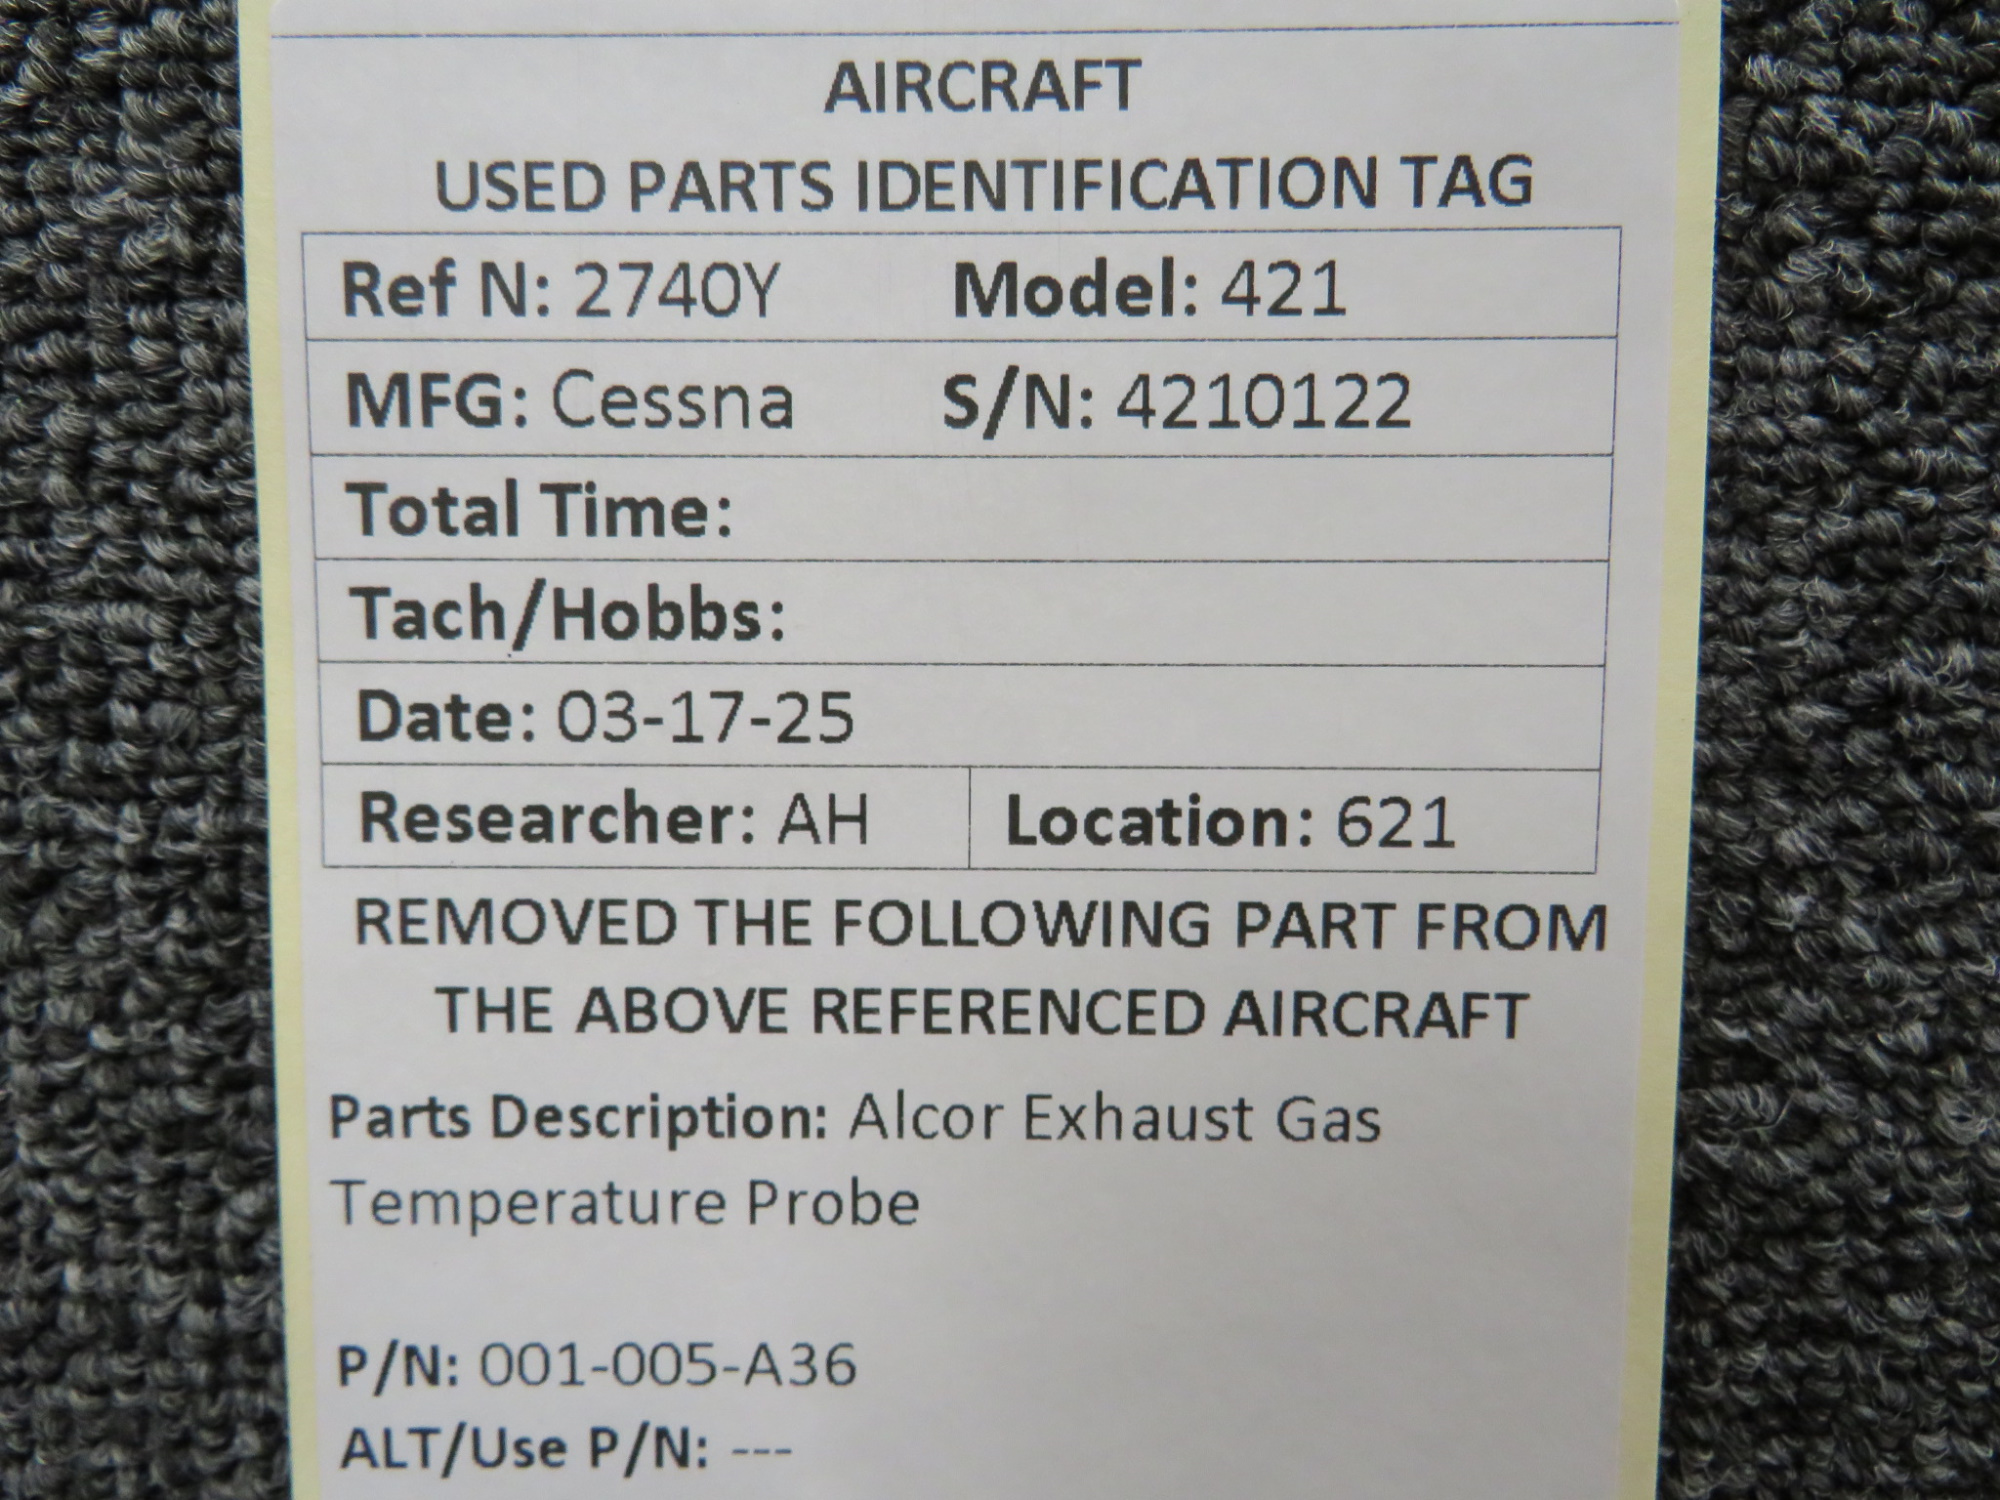 AIRCRAFT
USED PARTS IDENTIFICATION TAG
Ref N: 2740Y Model: 421
MFG: Cessna S/N: 4210122
Total Time:
Tach/Hobbs:
Date: 03-17-25
Researcher: AH Location: 621
REMOVED THE FOLLOWING PART FROM
THE ABOVE REFERENCED AIRCRAFT
Parts Description: Alcor Exhaust Gas
Temperature Probe
P/N: 001-005-A36
ALT/Use P/N: ---